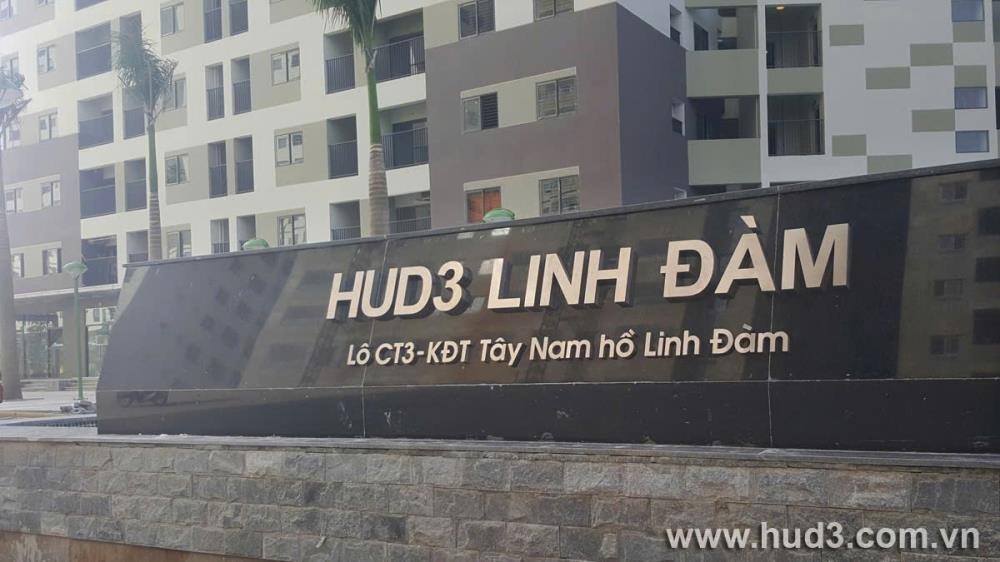 HUD3 LINH ĐÀM
Lô CT3-KĐT Tây Nam hồ Linh Đàm
www.hud3.com.vn